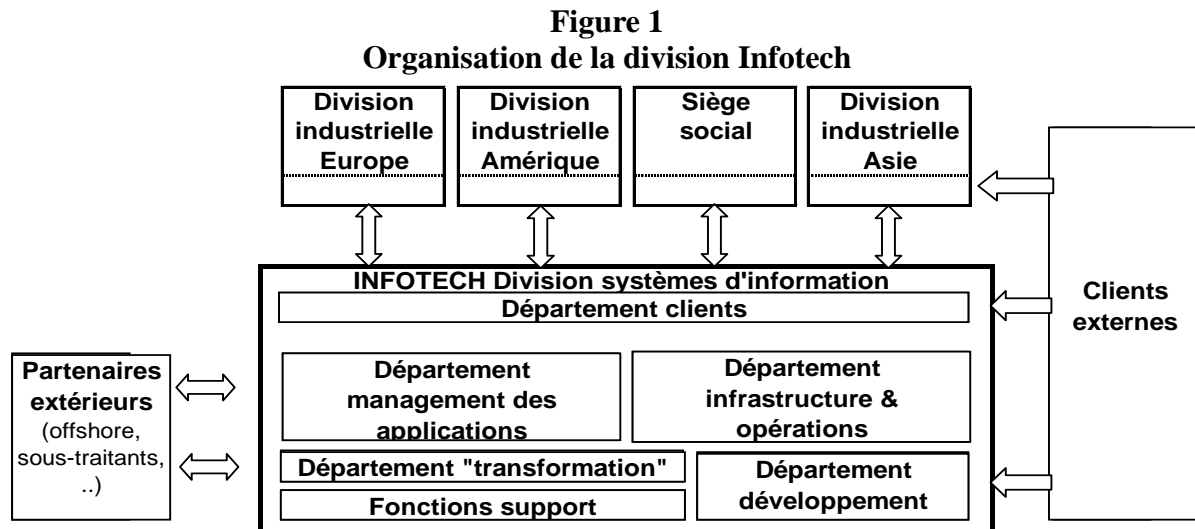 Figure 1
Organisation de la division Infotech
Division
industrielle
Europe
Division
industrielle
Amérique
Siège
social
Division
industrielle
Asie
INFOTECH Division systèmes d'information
Département clients
Clients
externes
Partenaires
extérieurs
(offshore,
sous-traitants,
..)
Département
management des
applications
Département
infrastructure &
opérations
Département "transformation"
Fonctions support
Département
développement